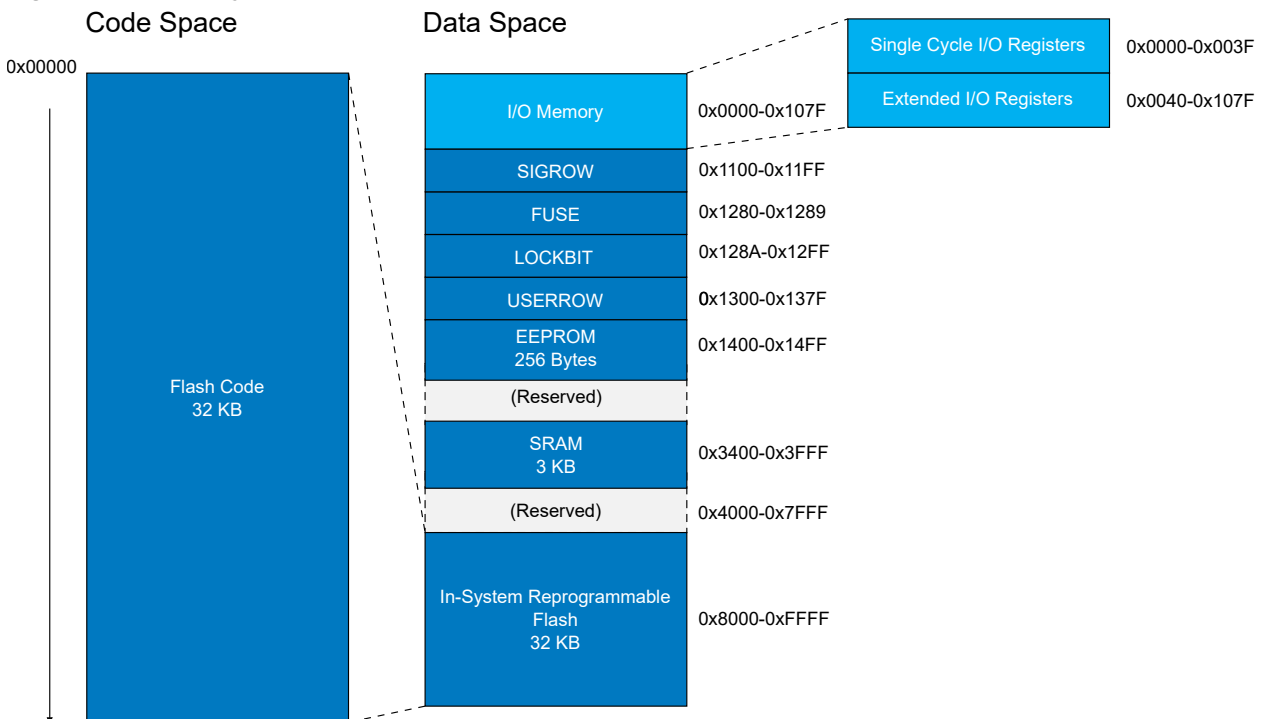 Code Space
Data Space
0x00000
Flash Code
32 KB
I/O Memory
0x0000-0x107F
Single Cycle I/O Registers
0x0000-0x003F
Extended I/O Registers
0x0040-0x107F
SIGROW
0x1100-0x11FF
FUSE
0x1280-0x1289
LOCKBIT
0x128A-0x12FF
USERROW
0x1300-0x137F
EEPROM
256 Bytes
0x1400-0x14FF
(Reserved)
SRAM
3 KB
0x3400-0x3FFF
(Reserved)
0x4000-0x7FFF
In-System Reprogrammable
Flash
32 KB
0x8000-0xFFFF